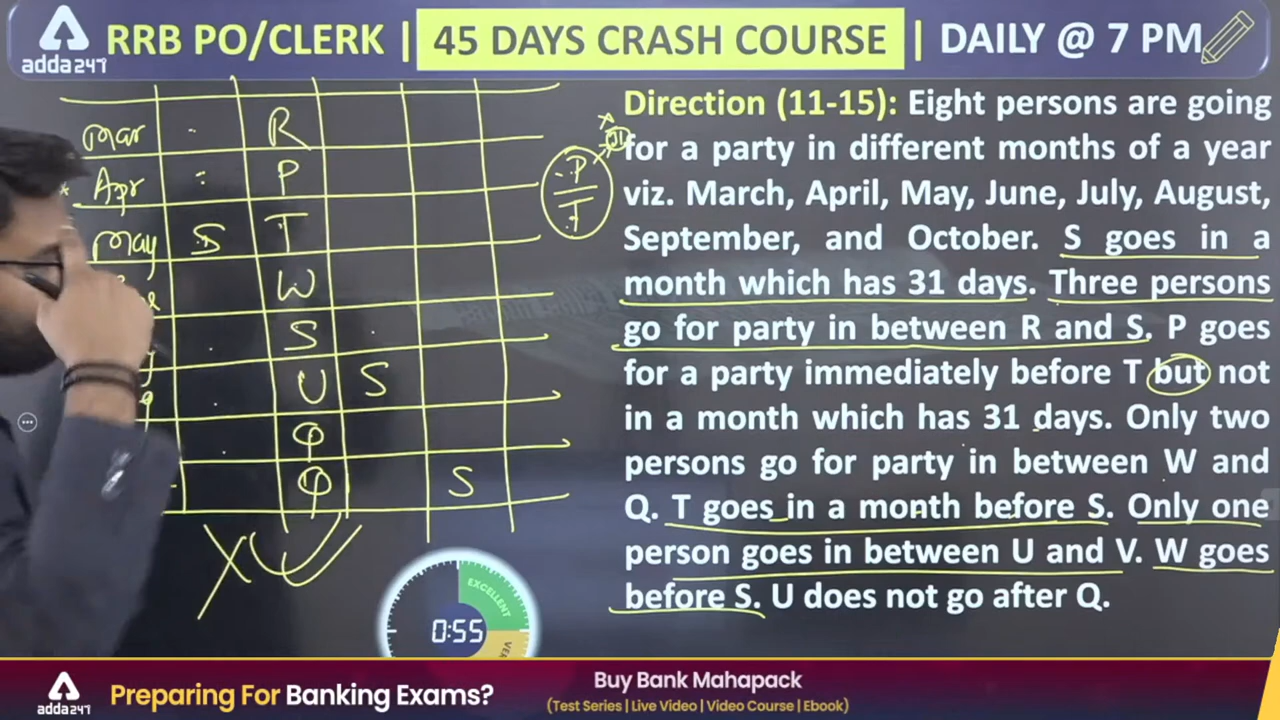 RRB PO/CLERK | 45 DAYS CRASH COURSE | DAILY @ 7 PM
adda247
Mar R
Apr P
May S T
W
S
U S
Q
Q S
P
T
31
Direction (11-15): Eight persons are going
for a party in different months of a year
viz. March, April, May, June, July, August,
September, and October. S goes in a
month which has 31 days. Three persons
go for party in between R and S. P goes
for a party immediately before T but not
in a month which has 31 days. Only two
persons go for party in between W and
Q. T goes in a month before S. Only one
person goes in between U and V. W goes
before S. U does not go after Q.
EXCELLENT
0:55
adda247
Preparing For Banking Exams?
Buy Bank Mahapack
(Test Series | Live Video | Video Course | Ebook)